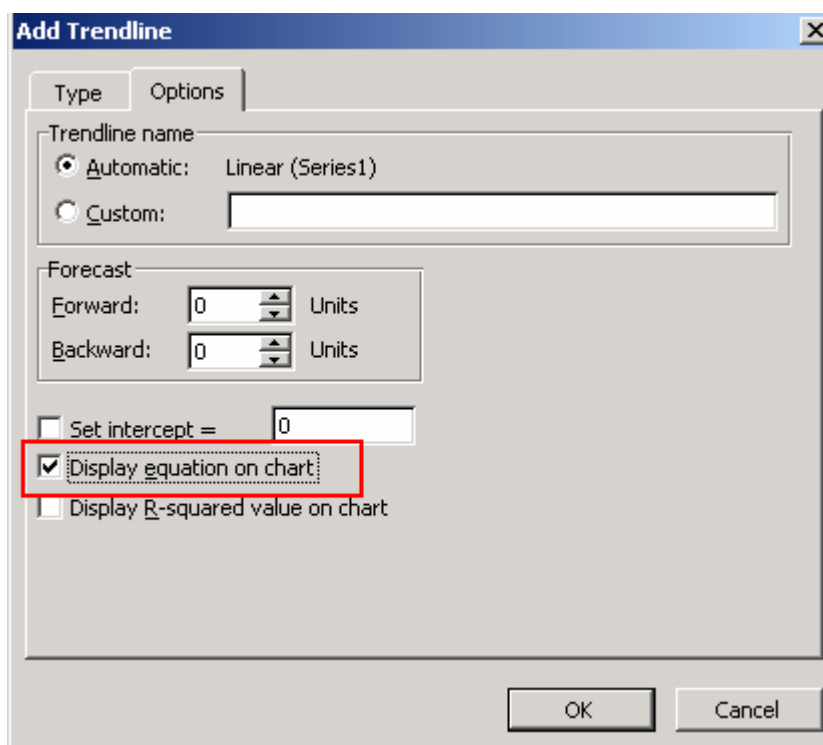 Add Trendline
Type Options
Trendline name
Automatic: Linear (Series1)
Custom:
Forecast
Forward: 0 Units
Backward: 0 Units
Set intercept = 0
Display equation on chart
Display R-squared value on chart
OK Cancel